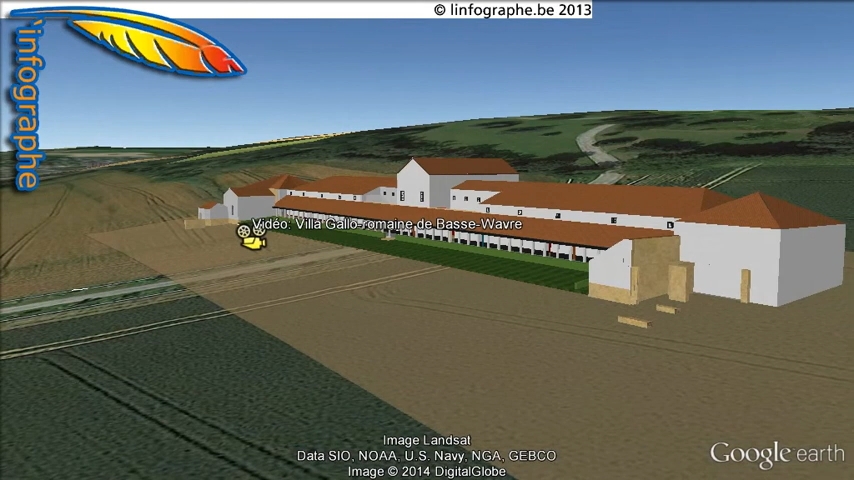 © linfographe.be 2013
l'infographe
Vidéo: Villa Gallo-romaine de Basse-Wavre
Image Landsat
Data SIO, NOAA, U.S. Navy, NGA, GEBCO
Image © 2014 DigitalGlobe
Google earth